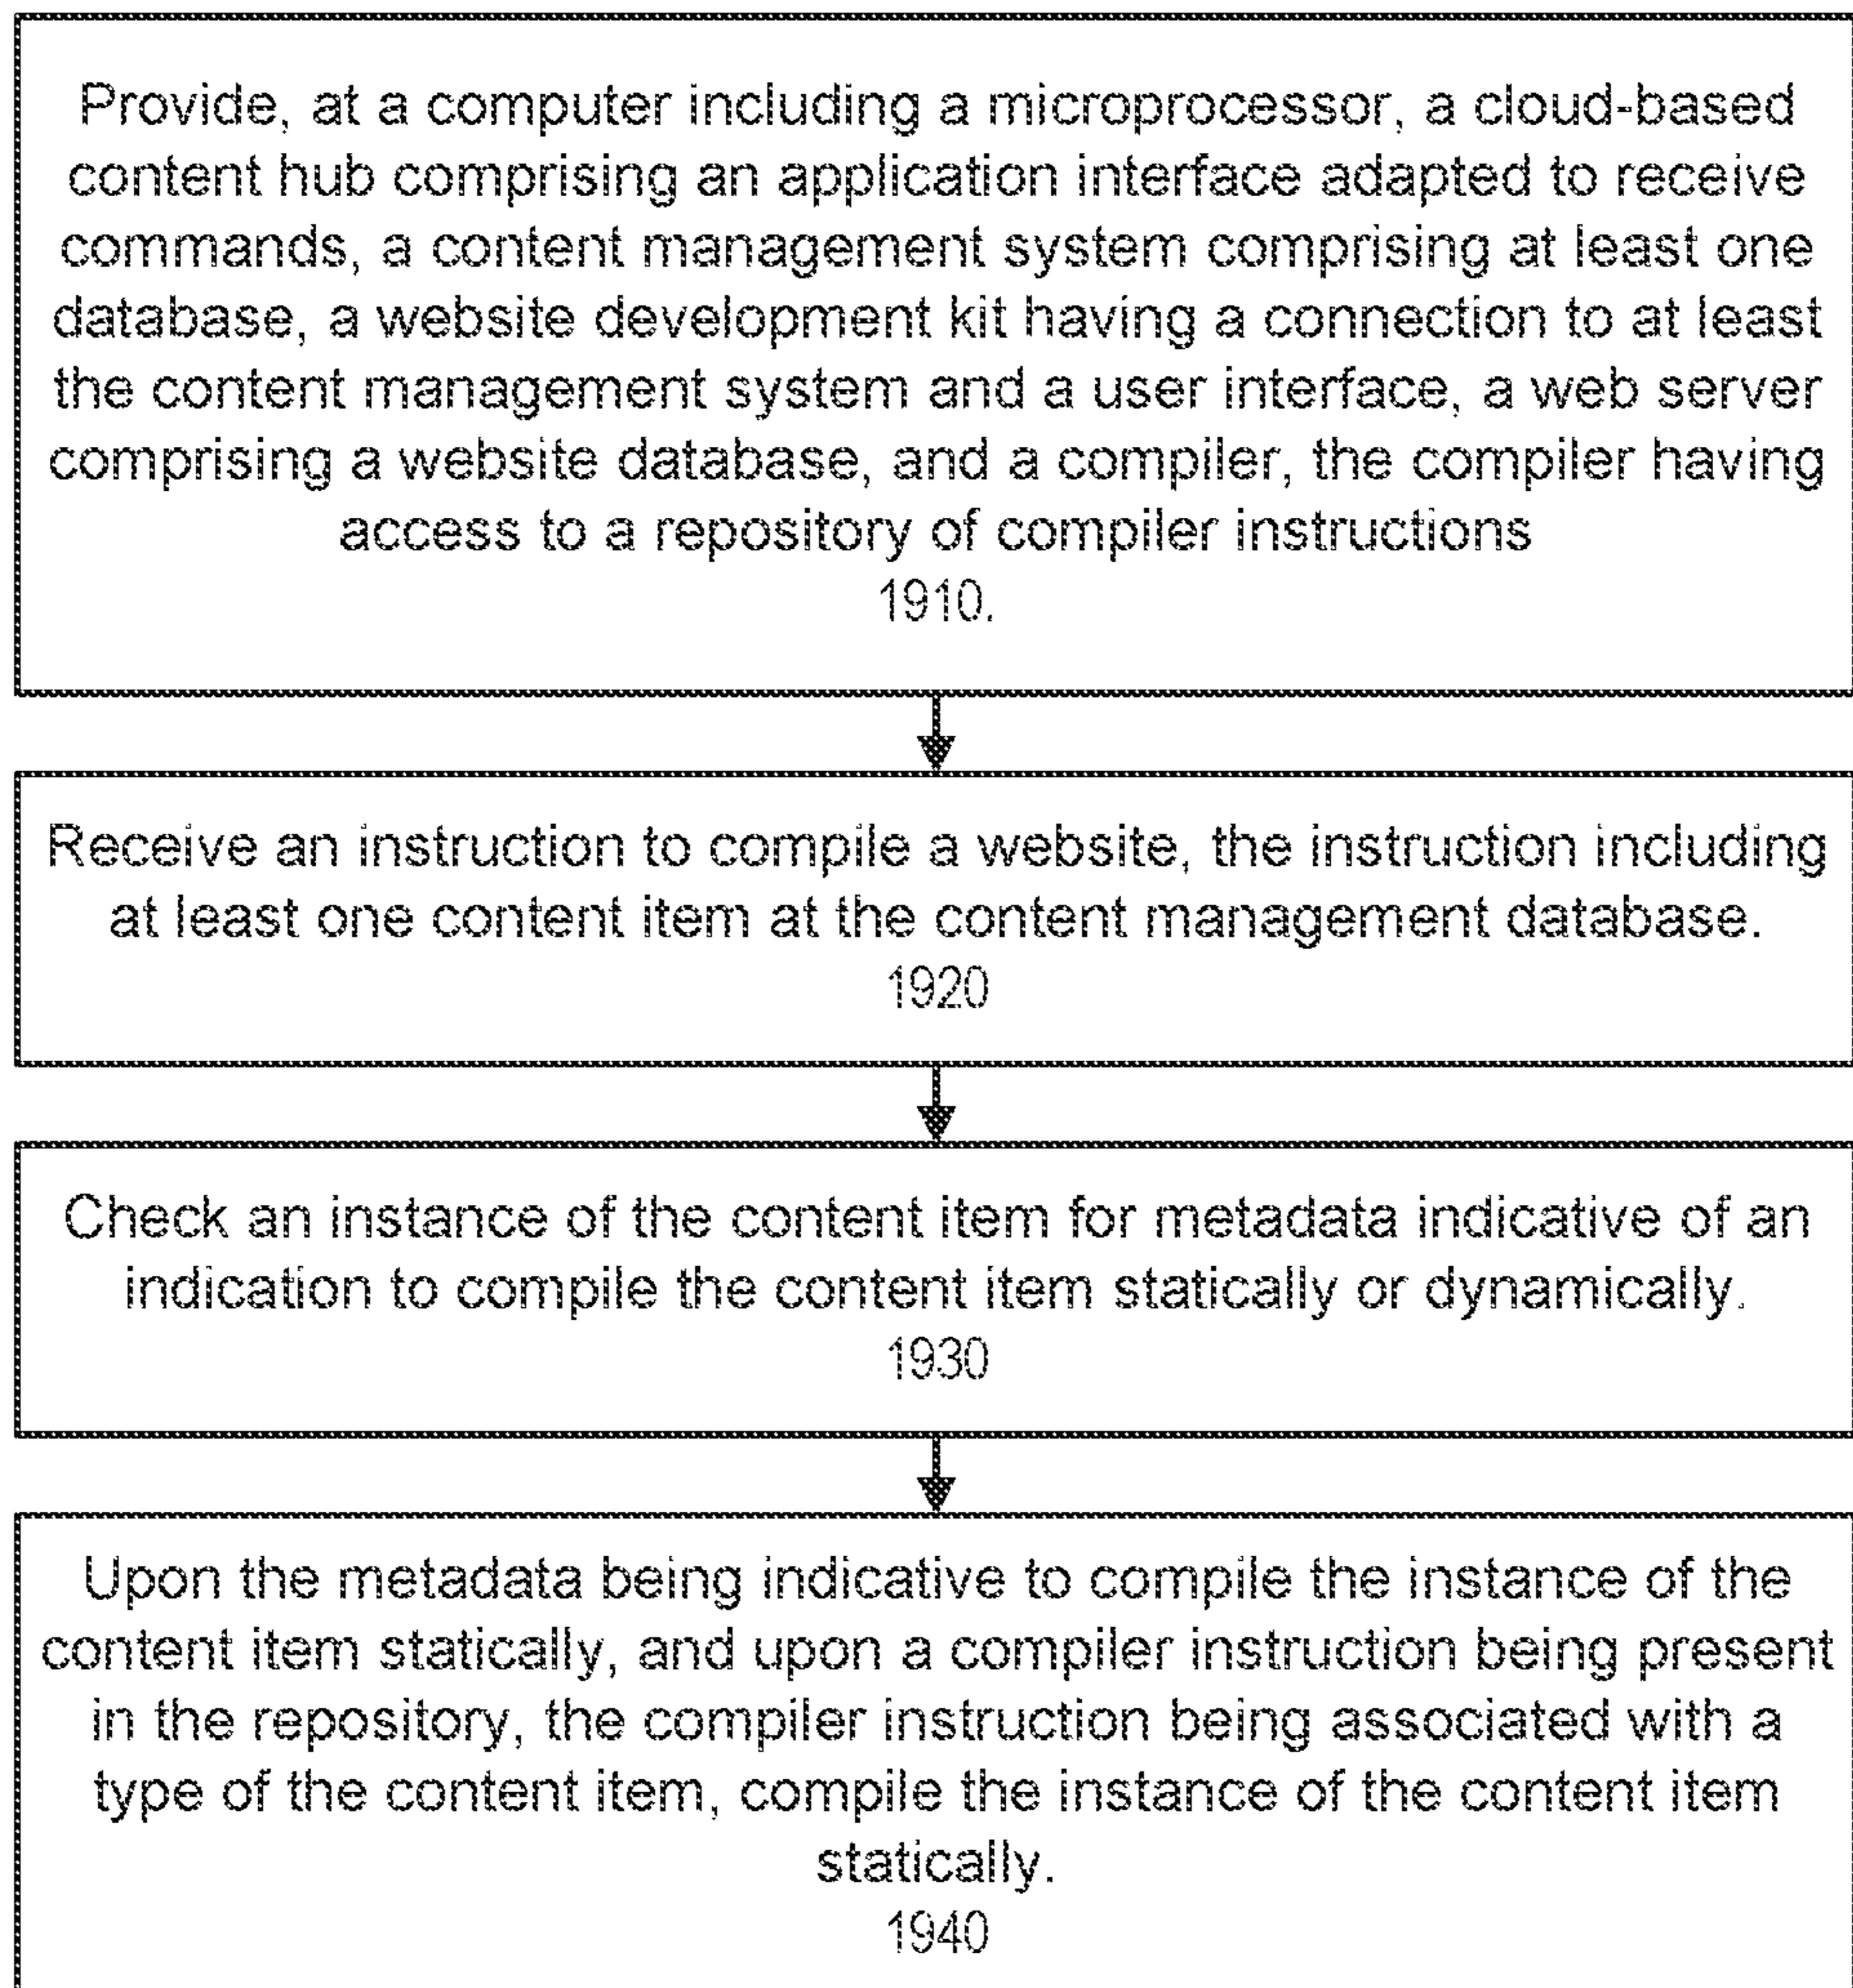 Provide, at a computer including a microprocessor, a cloud-based
content hub comprising an application interface adapted to receive
commands, a content management system comprising at least one
database, a website development kit having a connection to at least
the content management system and a user interface, a web server
comprising a website database, and a compiler, the compiler having
access to a repository of compiler instructions
1910.
Receive an instruction to compile a website, the instruction including
at least one content item at the content management database.
1920
Check an instance of the content item for metadata indicative of an
indication to compile the content item statically or dynamically.
1930
Upon the metadata being indicative to compile the instance of the
content item statically, and upon a compiler instruction being present
in the repository, the compiler instruction being associated with a
type of the content item, compile the instance of the content item
statically.
1940